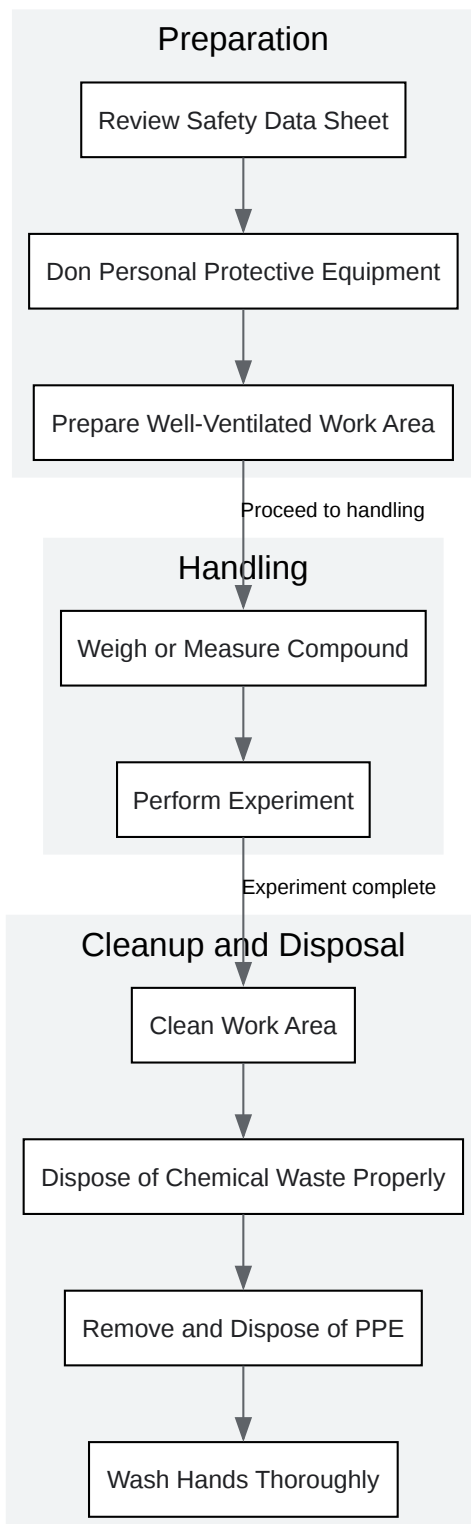 Preparation
Review Safety Data Sheet
Don Personal Protective Equipment
Prepare Well-Ventilated Work Area
Proceed to handling
Handling
Weigh or Measure Compound
Perform Experiment
Experiment complete
Cleanup and Disposal
Clean Work Area
Dispose of Chemical Waste Properly
Remove and Dispose of PPE
Wash Hands Thoroughly